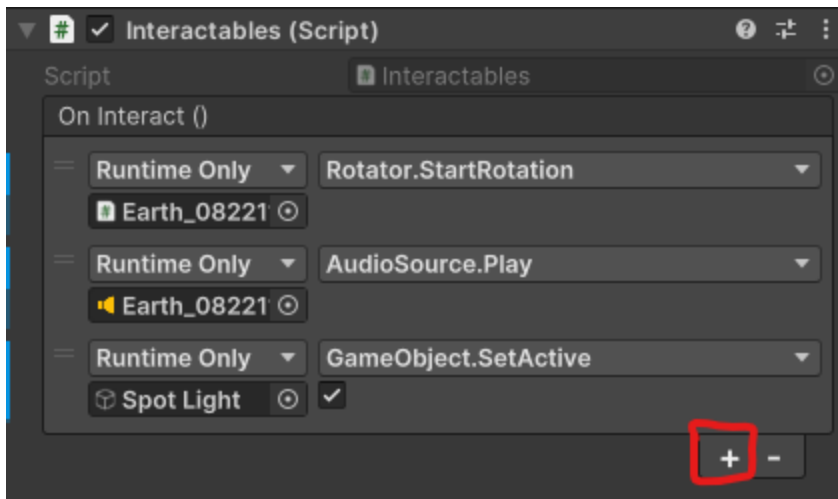 # Interactables (Script)
Script # Interactables
On Interact ()
Runtime Only Rotator.StartRotation
# Earth_08221
Runtime Only AudioSource.Play
Earth_08221
Runtime Only GameObject.SetActive
Spot Light
+ -